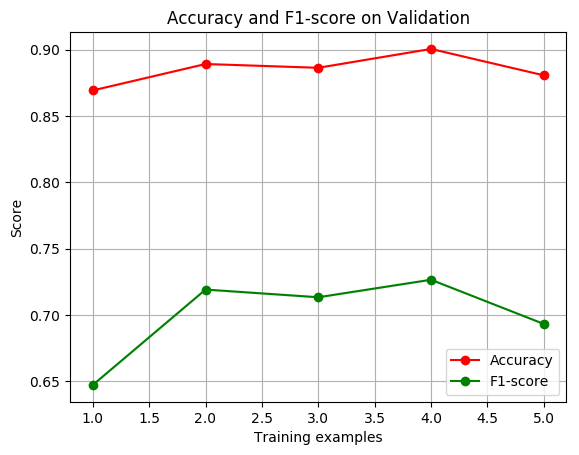 Accuracy and F1-score on Validation
0.90
0.85
0.80
0.75
0.70
0.65
Score
1.0 1.5 2.0 2.5 3.0 3.5 4.0 4.5 5.0
Training examples
Accuracy
F1-score